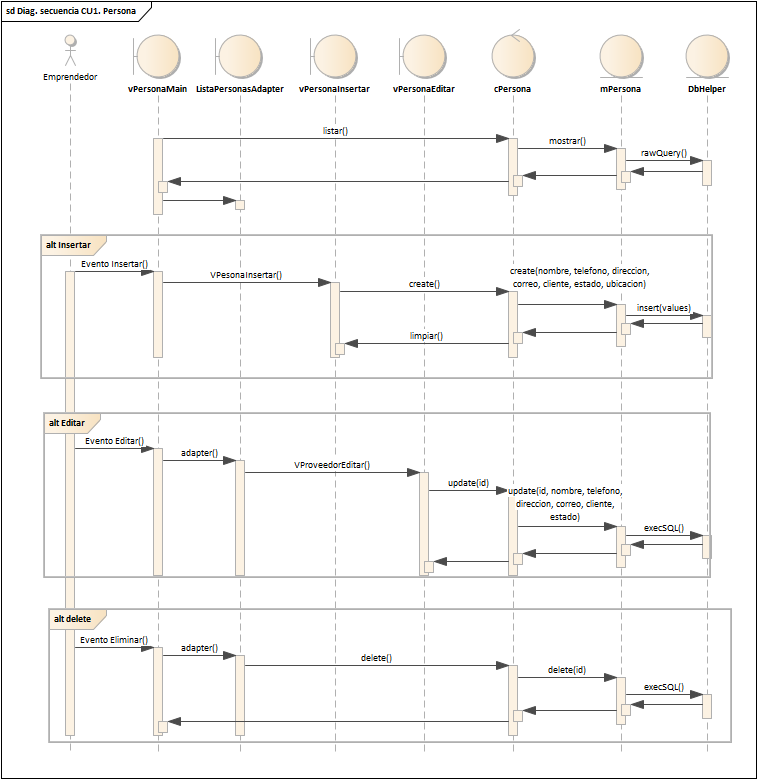 sd Diag. secuencia CU1. Persona
Emprendedor
vPersonaMain
ListaPersonasAdapter
vPersonaInsertar
vPersonaEditar
cPersona
mPersona
DbHelper
listar()
mostrar()
rawQuery()
alt Insertar
Evento Insertar()
VPesonaInsertar()
create()
create(nombre, telefono, direccion,
correo, cliente, estado, ubicacion)
insert(values)
limpiar()
alt Editar
Evento Editar()
adapter()
VProveedorEditar()
update(id)
update(id, nombre, telefono,
direccion, correo, cliente,
estado)
execSQL()
alt delete
Evento Eliminar()
adapter()
delete()
delete(id)
execSQL()